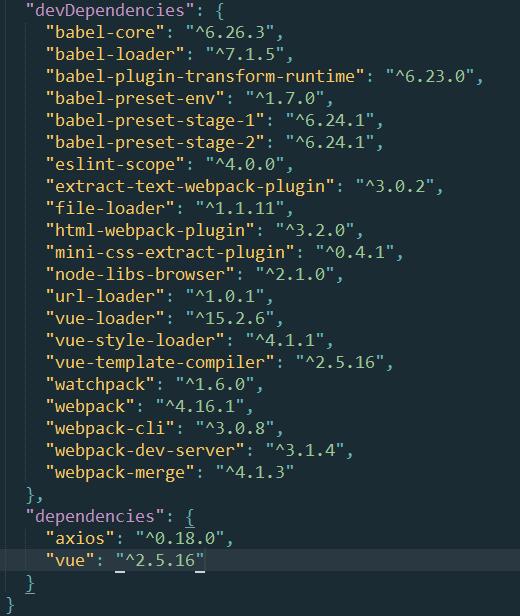 "devDependencies": {
"babel-core": "^6.26.3",
"babel-loader": "^7.1.5",
"babel-plugin-transform-runtime": "^6.23.0",
"babel-preset-env": "^1.7.0",
"babel-preset-stage-1": "^6.24.1",
"babel-preset-stage-2": "^6.24.1",
"eslint-scope": "^4.0.0",
"extract-text-webpack-plugin": "^3.0.2",
"file-loader": "^1.1.11",
"html-webpack-plugin": "^3.2.0",
"mini-css-extract-plugin": "^0.4.1",
"node-libs-browser": "^2.1.0",
"url-loader": "^1.0.1",
"vue-loader": "^15.2.6",
"vue-style-loader": "^4.1.1",
"vue-template-compiler": "^2.5.16",
"watchpack": "^1.6.0",
"webpack": "^4.16.1",
"webpack-cli": "^3.0.8",
"webpack-dev-server": "^3.1.4",
"webpack-merge": "^4.1.3"
},
"dependencies": {
"axios": "^0.18.0",
"vue": "^2.5.16"
}
}